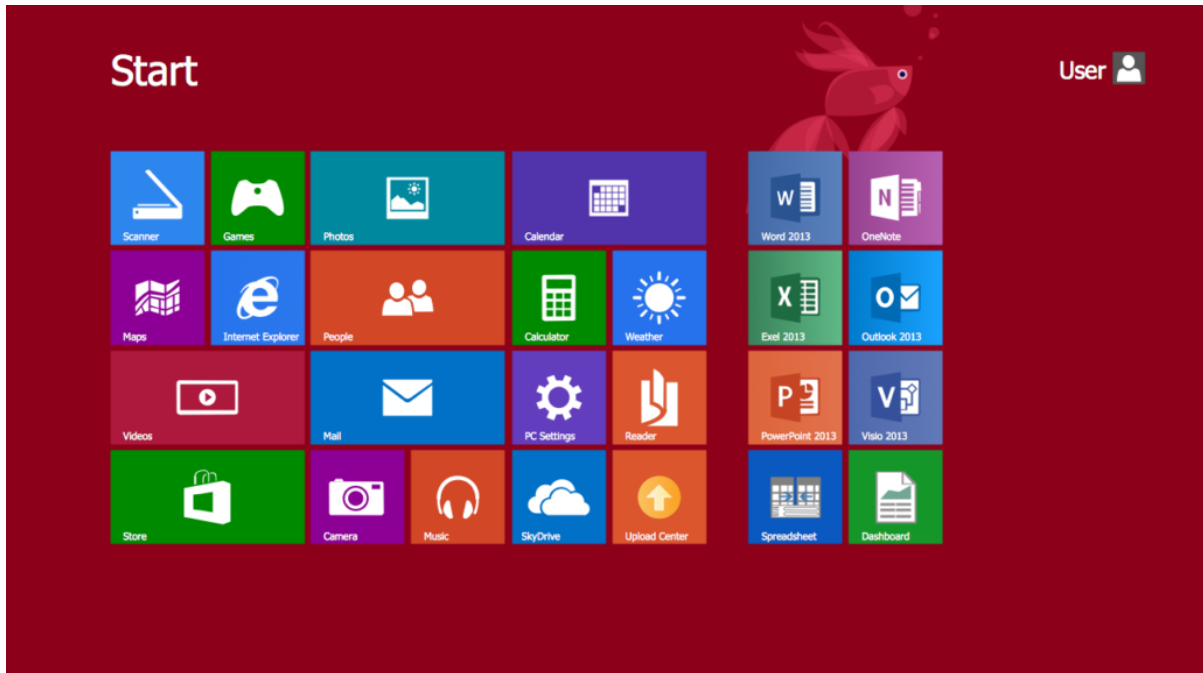 Start
User
Scanner
Games
Photos
Calendar
Word 2013
OneNote
Maps
Internet Explorer
People
Calculator
Weather
Exel 2013
Outlook 2013
Videos
Mail
PC Settings
Reader
PowerPoint 2013
Visio 2013
Store
Camera
Music
SkyDrive
Upload Center
Spreadsheet
Dashboard
W
N
X
O
P
V